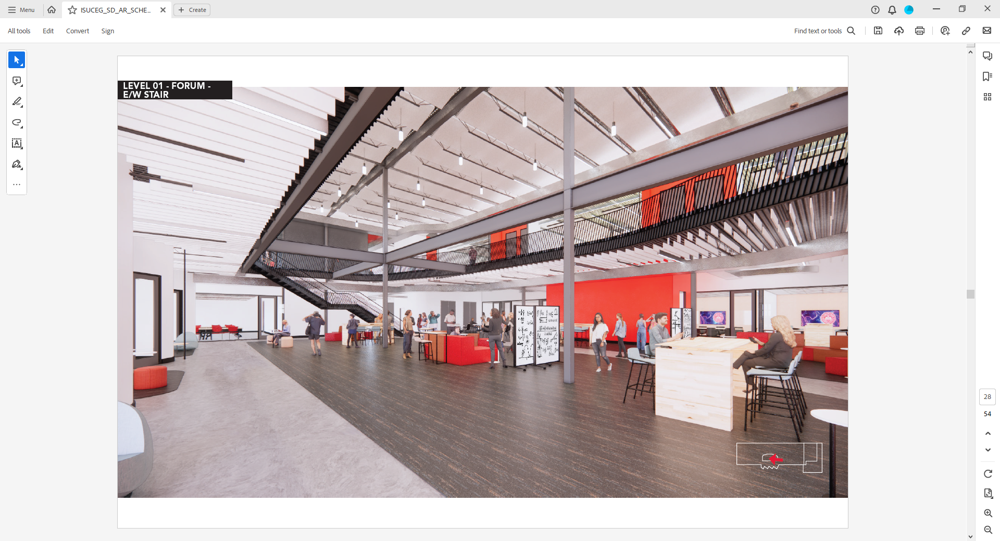 Menu
ISUCEG_SD_AR_SCHE...
Create
All tools
Edit
Convert
Sign
Find text or tools
LEVEL 01 - FORUM -
E/W STAIR
28
54